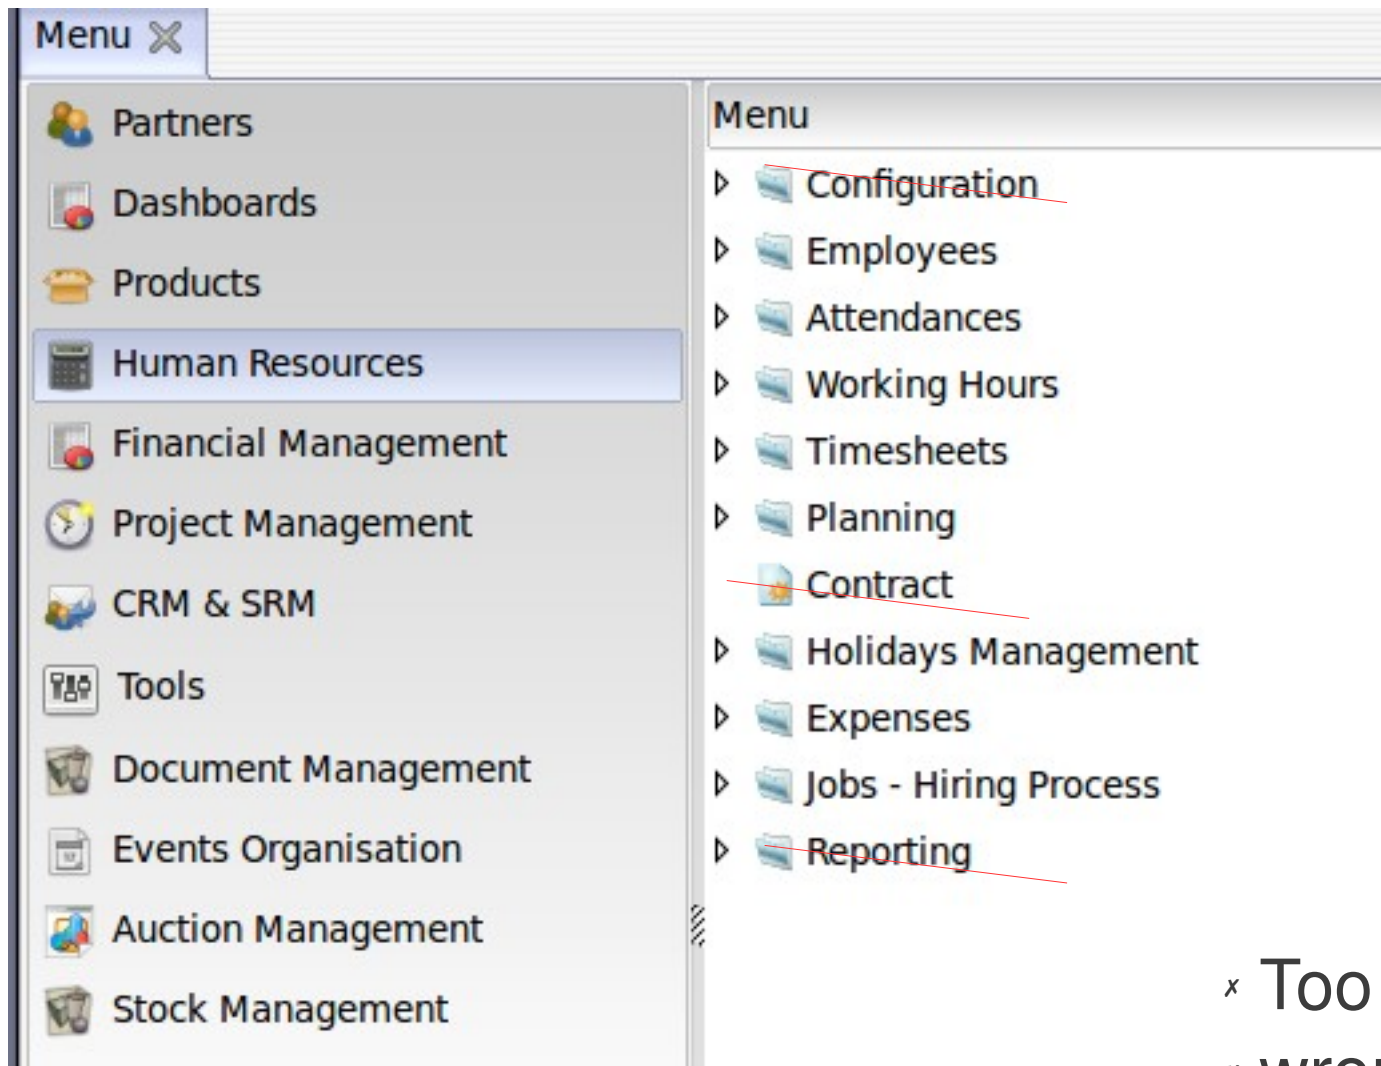 Menu
Partners
Dashboards
Products
Human Resources
Financial Management
Project Management
CRM & SRM
Tools
Document Management
Events Organisation
Auction Management
Stock Management
Menu
Configuration
Employees
Attendances
Working Hours
Timesheets
Planning
Contract
Holidays Management
Expenses
Jobs - Hiring Process
Reporting
✗ Too